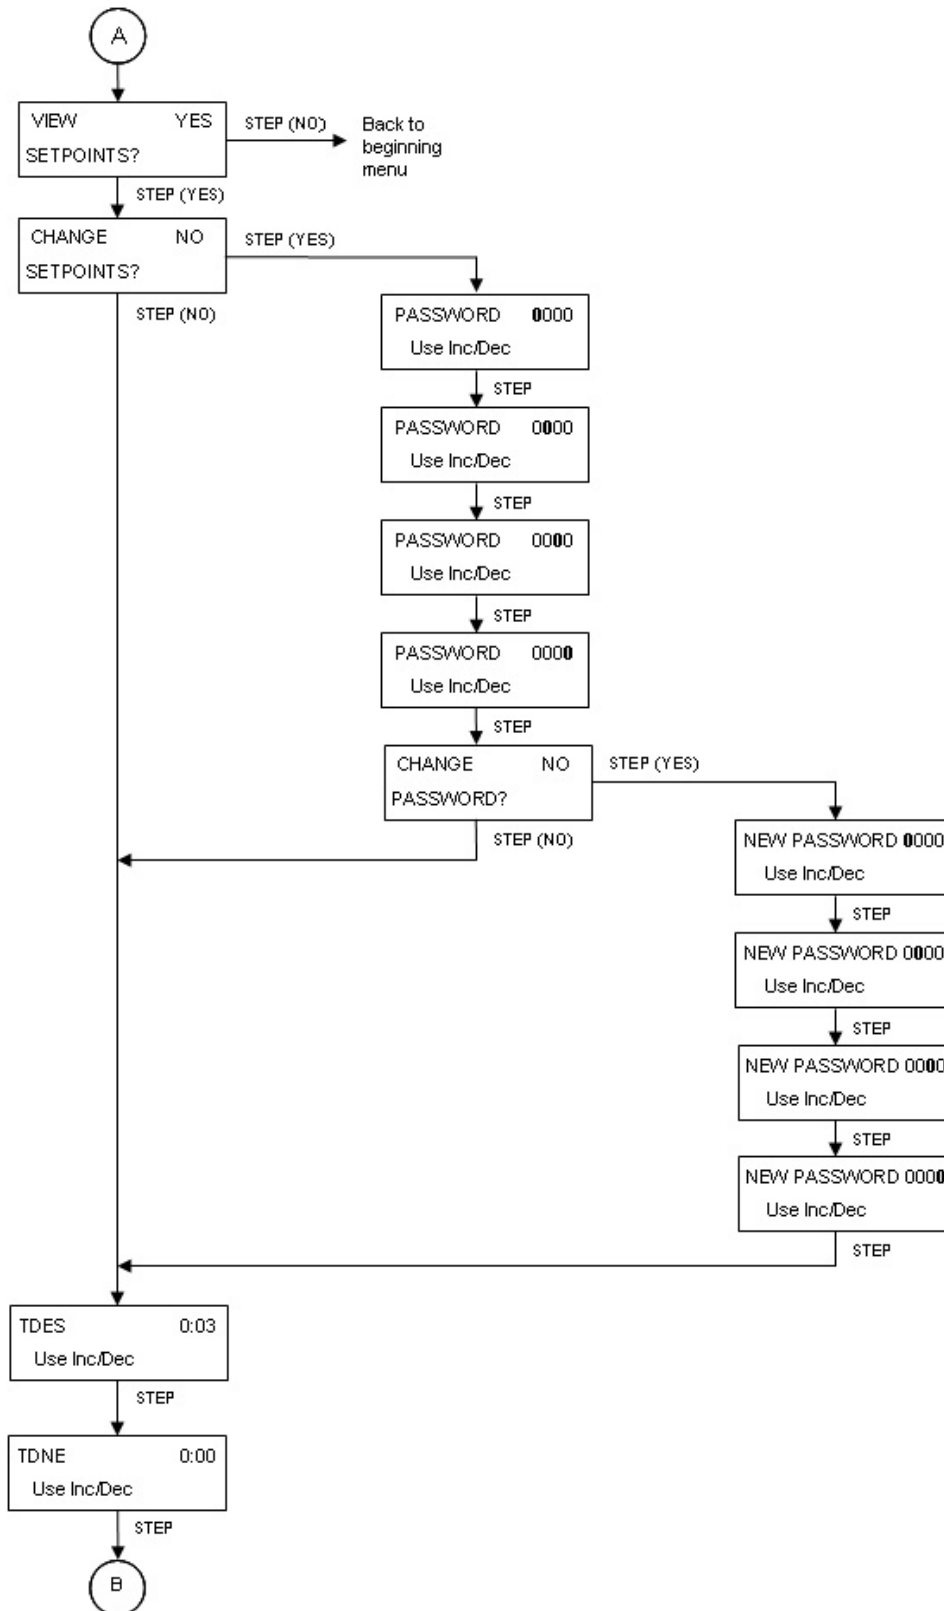 A
VIEW YES
SETPOINTS?
STEP (NO)
Back to
beginning
menu
STEP (YES)
CHANGE NO
SETPOINTS?
STEP (YES)
STEP (NO)
PASSWORD 0000
Use Inc/Dec
STEP
PASSWORD 0000
Use Inc/Dec
STEP
PASSWORD 0000
Use Inc/Dec
STEP
PASSWORD 0000
Use Inc/Dec
STEP
CHANGE NO
PASSWORD?
STEP (YES)
STEP (NO)
NEW PASSWORD 0000
Use Inc/Dec
STEP
NEW PASSWORD 0000
Use Inc/Dec
STEP
NEW PASSWORD 0000
Use Inc/Dec
STEP
NEW PASSWORD 0000
Use Inc/Dec
STEP
TDES 0:03
Use Inc/Dec
STEP
TDNE 0:00
Use Inc/Dec
STEP
B